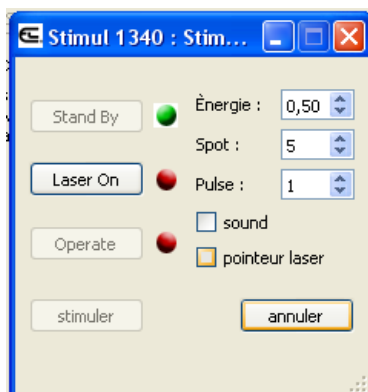 Stimul 1340 : Stim...
Stand By
Ènergie : 0,50
Spot : 5
Laser On
Pulse : 1
sound
Operate
pointeur laser
stimuler
annuler